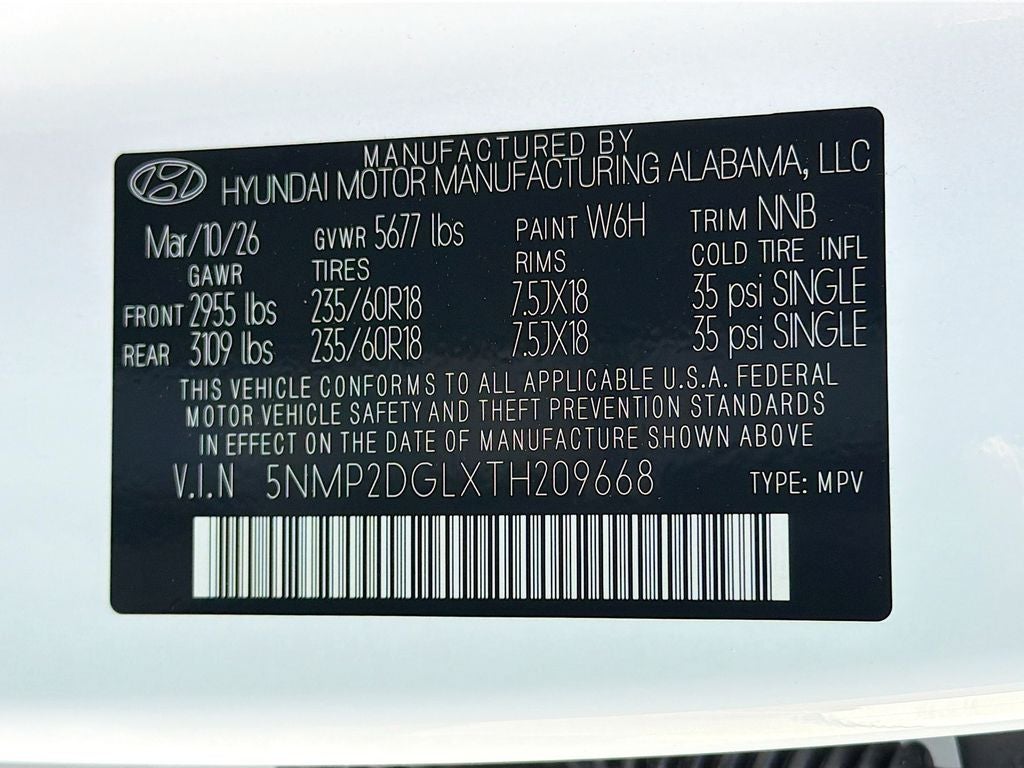 MANUFACTURED BY
HYUNDAI MOTOR MANUFACTURING ALABAMA, LLC
Mar/10/26 GVWR 5677 lbs PAINT W6H TRIM NNB
GAWR TIRES RIMS COLD TIRE INFL
FRONT 2955 lbs 235/60R18 7.5JX18 35 psi SINGLE
REAR 3109 lbs 235/60R18 7.5JX18 35 psi SINGLE
THIS VEHICLE CONFORMS TO ALL APPLICABLE U.S.A. FEDERAL
MOTOR VEHICLE SAFETY AND THEFT PREVENTION STANDARDS
IN EFFECT ON THE DATE OF MANUFACTURE SHOWN ABOVE
V.I.N 5NMP2DGLXTH209668 TYPE: MPV